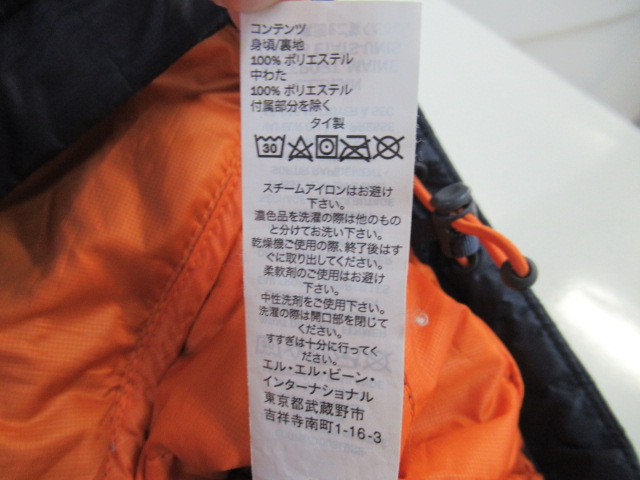 コンテンツ
身頃/裏地
100% ポリエステル
中わた
100% ポリエステル
付属部分を除く
タイ製
30
スチームアイロンはお避け
下さい。
濃色品を洗濯の際は他のもの
と分けてお洗い下さい。
乾燥機ご使用の際、終了後はす
ぐに取り出してください。
柔軟剤のご使用はお避け
下さい。
中性洗剤をご使用下さい。
洗濯の際は開口部を閉じて
ください。
すすぎは十分に行ってく
ださい。
エル・エル・ビーン・
インターナショナル
東京都武蔵野市
吉祥寺南町1-16-3